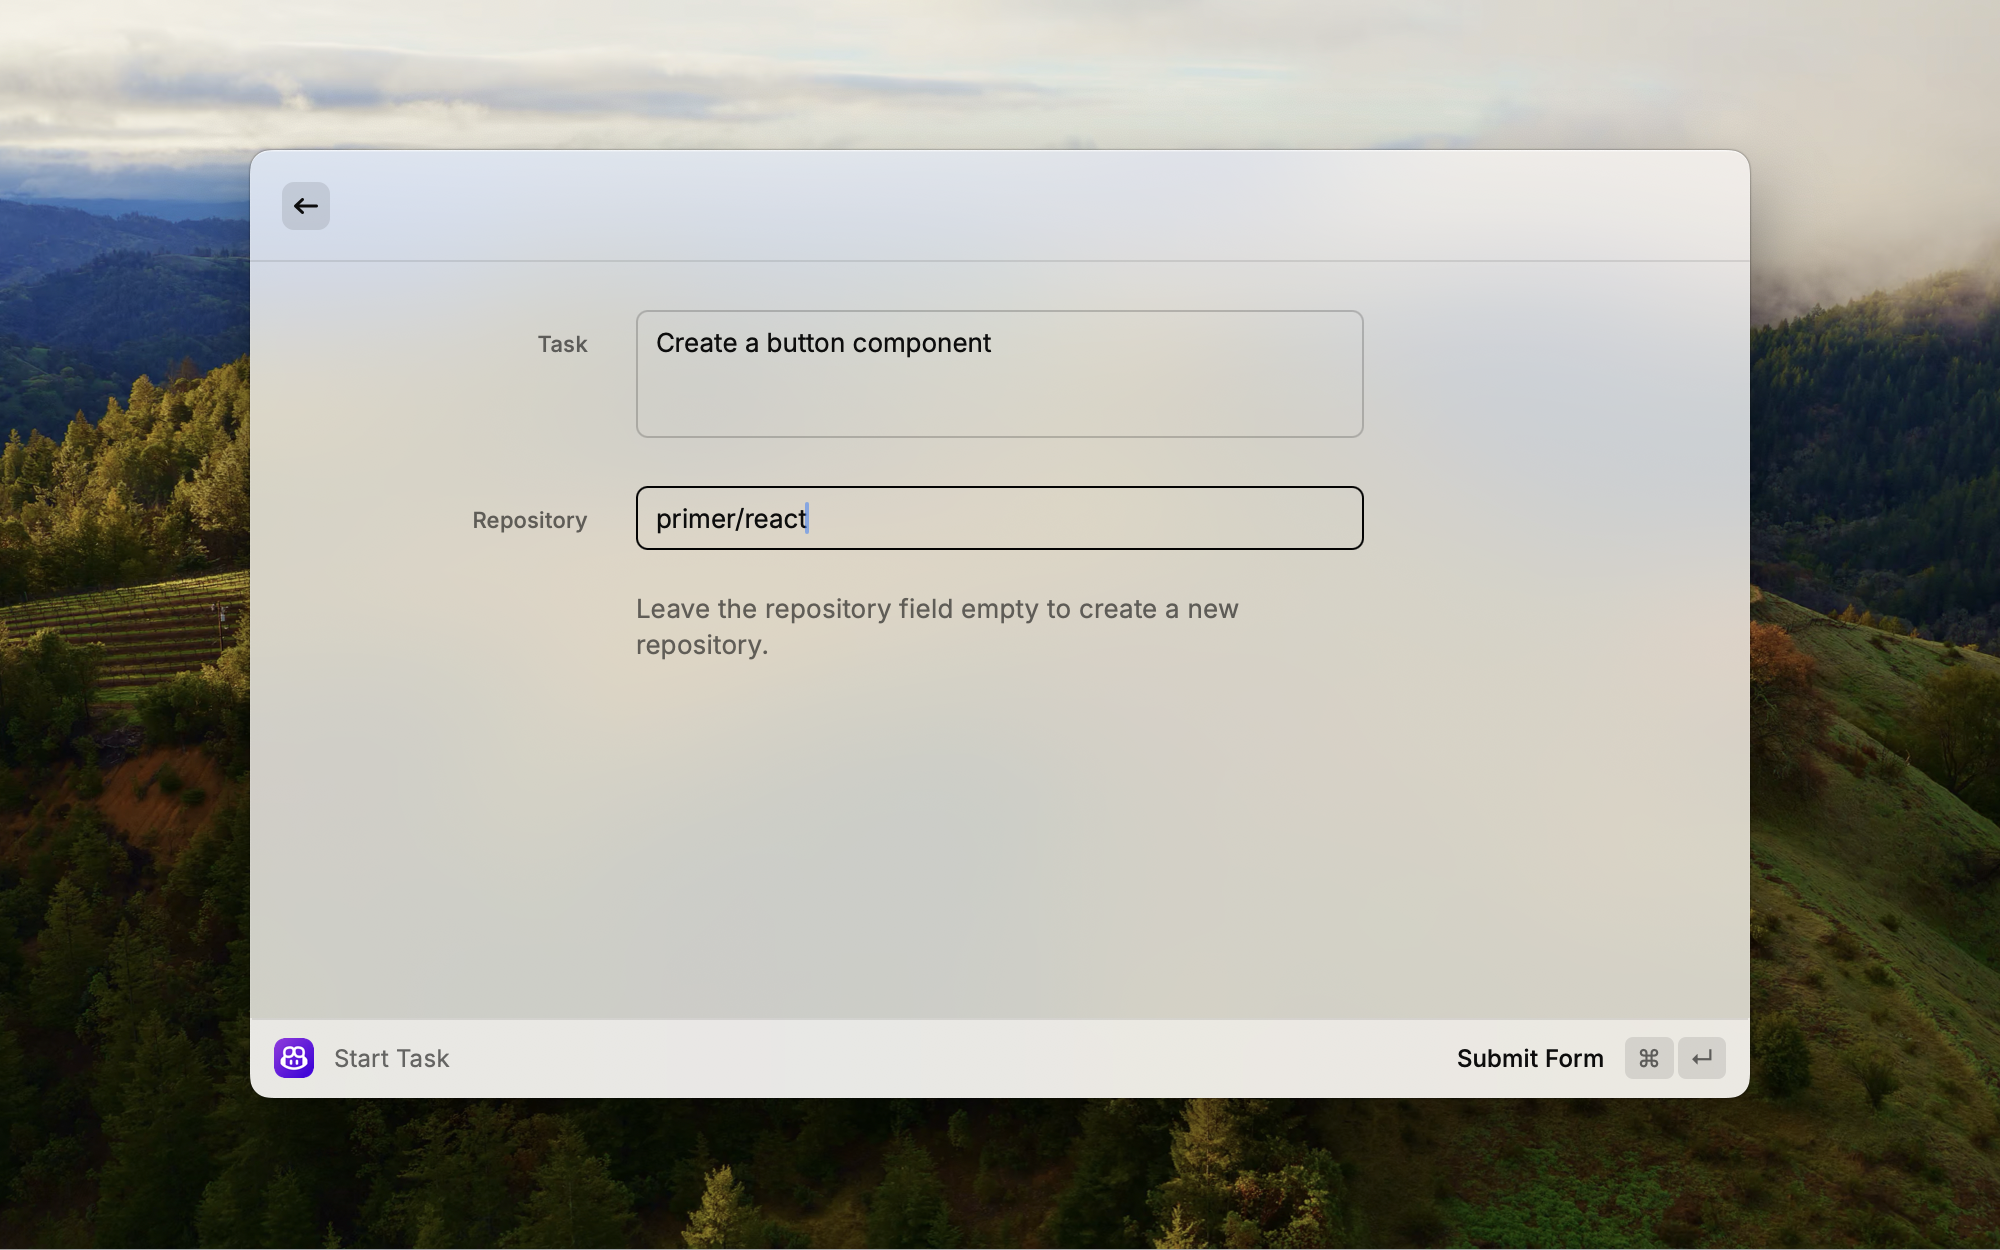 Task
Create a button component
Repository
primer/react
Leave the repository field empty to create a new
repository.
Start Task
Submit Form ⌘ ↵